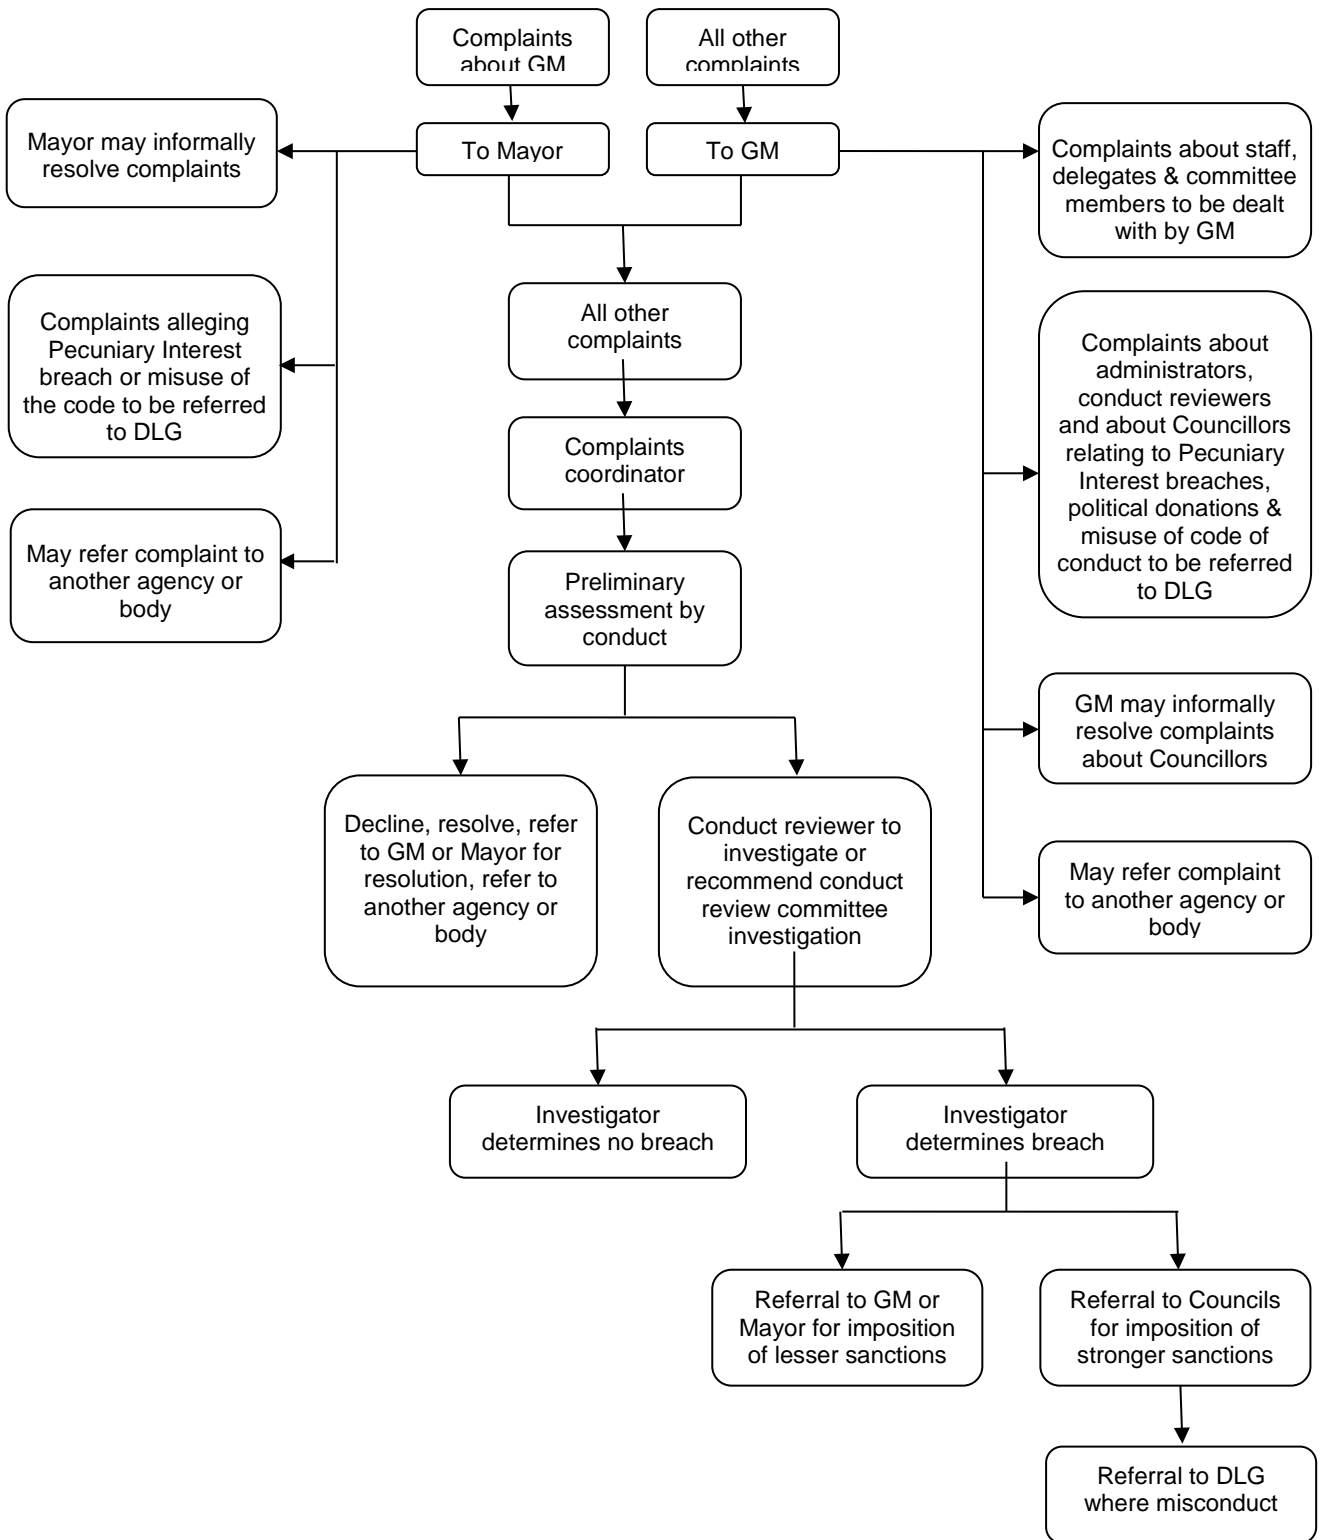 Complaints
about GM
All other
complaints
To Mayor
To GM
Mayor may informally
resolve complaints
Complaints alleging
Pecuniary Interest
breach or misuse of
the code to be referred
to DLG
May refer complaint to
another agency or
body
All other
complaints
Complaints
coordinator
Preliminary
assessment by
conduct
Complaints about staff,
delegates & committee
members to be dealt
with by GM
Complaints about
administrators,
conduct reviewers
and about Councillors
relating to Pecuniary
Interest breaches,
political donations &
misuse of code of
conduct to be referred
to DLG
GM may informally
resolve complaints
about Councillors
May refer complaint
to another agency or
body
Decline, resolve, refer
to GM or Mayor for
resolution, refer to
another agency or
body
Conduct reviewer to
investigate or
recommend conduct
review committee
investigation
Investigator
determines no breach
Investigator
determines breach
Referral to GM or
Mayor for imposition
of lesser sanctions
Referral to Councils
for imposition of
stronger sanctions
Referral to DLG
where misconduct